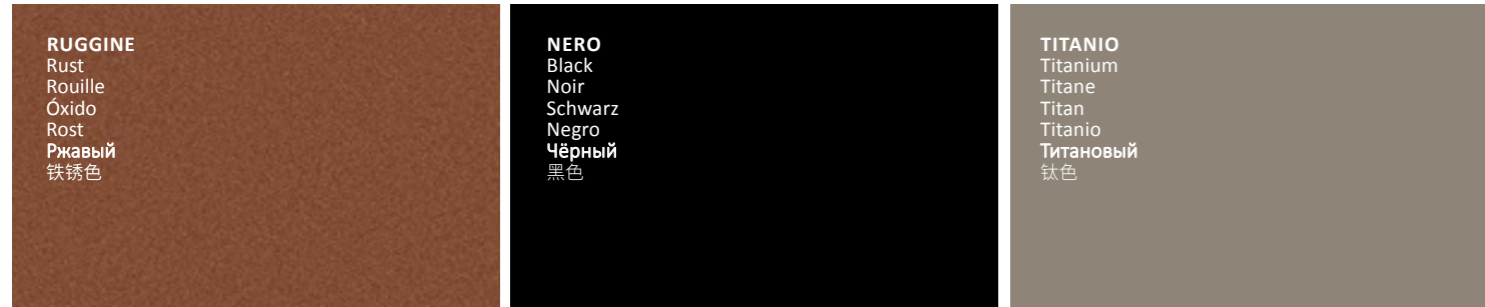 RUGGINE
Rust
Rouille
Óxido
Rost
Ржавый
铁锈色
NERO
Black
Noir
Schwarz
Negro
Чёрный
黑色
TITANIO
Titanium
Titane
Titan
Titanio
Титановый
钛色